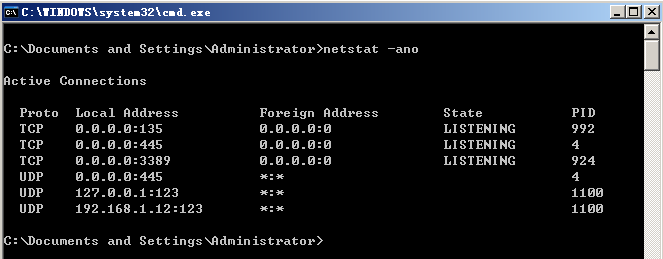 C:\WINDOWS\system32\cmd.exe
C:\Documents and Settings\Administrator>netstat -ano
Active Connections
Proto  Local Address          Foreign Address        State           PID
TCP    0.0.0.0:135            0.0.0.0:0              LISTENING       992
TCP    0.0.0.0:445            0.0.0.0:0              LISTENING       4
TCP    0.0.0.0:3389           0.0.0.0:0              LISTENING       924
UDP    0.0.0.0:445            *:*                                    4
UDP    127.0.0.1:123          *:*                                    1100
UDP    192.168.1.12:123       *:*                                    1100
C:\Documents and Settings\Administrator>